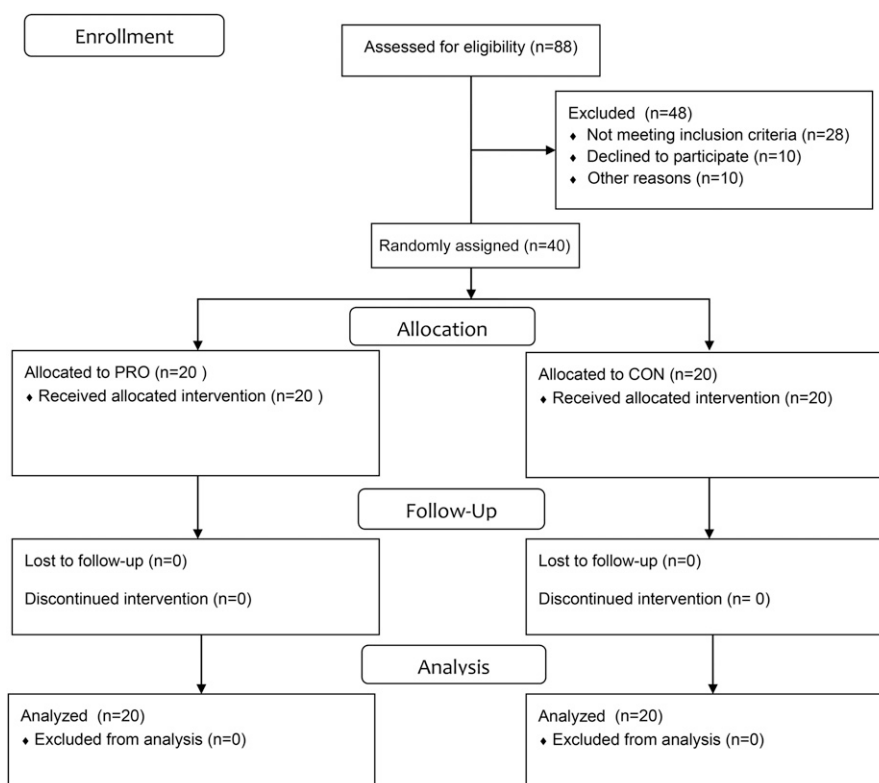 Enrollment
Assessed for eligibility (n=88)
Excluded (n=48)
♦ Not meeting inclusion criteria (n=28)
♦ Declined to participate (n=10)
♦ Other reasons (n=10)
Randomly assigned (n=40)
Allocation
Allocated to PRO (n=20 )
♦ Received allocated intervention (n=20 )
Allocated to CON (n=20)
♦ Received allocated intervention (n=20)
Follow-Up
Lost to follow-up (n=0)
Discontinued intervention (n=0)
Lost to follow-up (n=0)
Discontinued intervention (n= 0)
Analysis
Analyzed (n=20)
♦ Excluded from analysis (n=0)
Analyzed (n=20)
♦ Excluded from analysis (n=0)